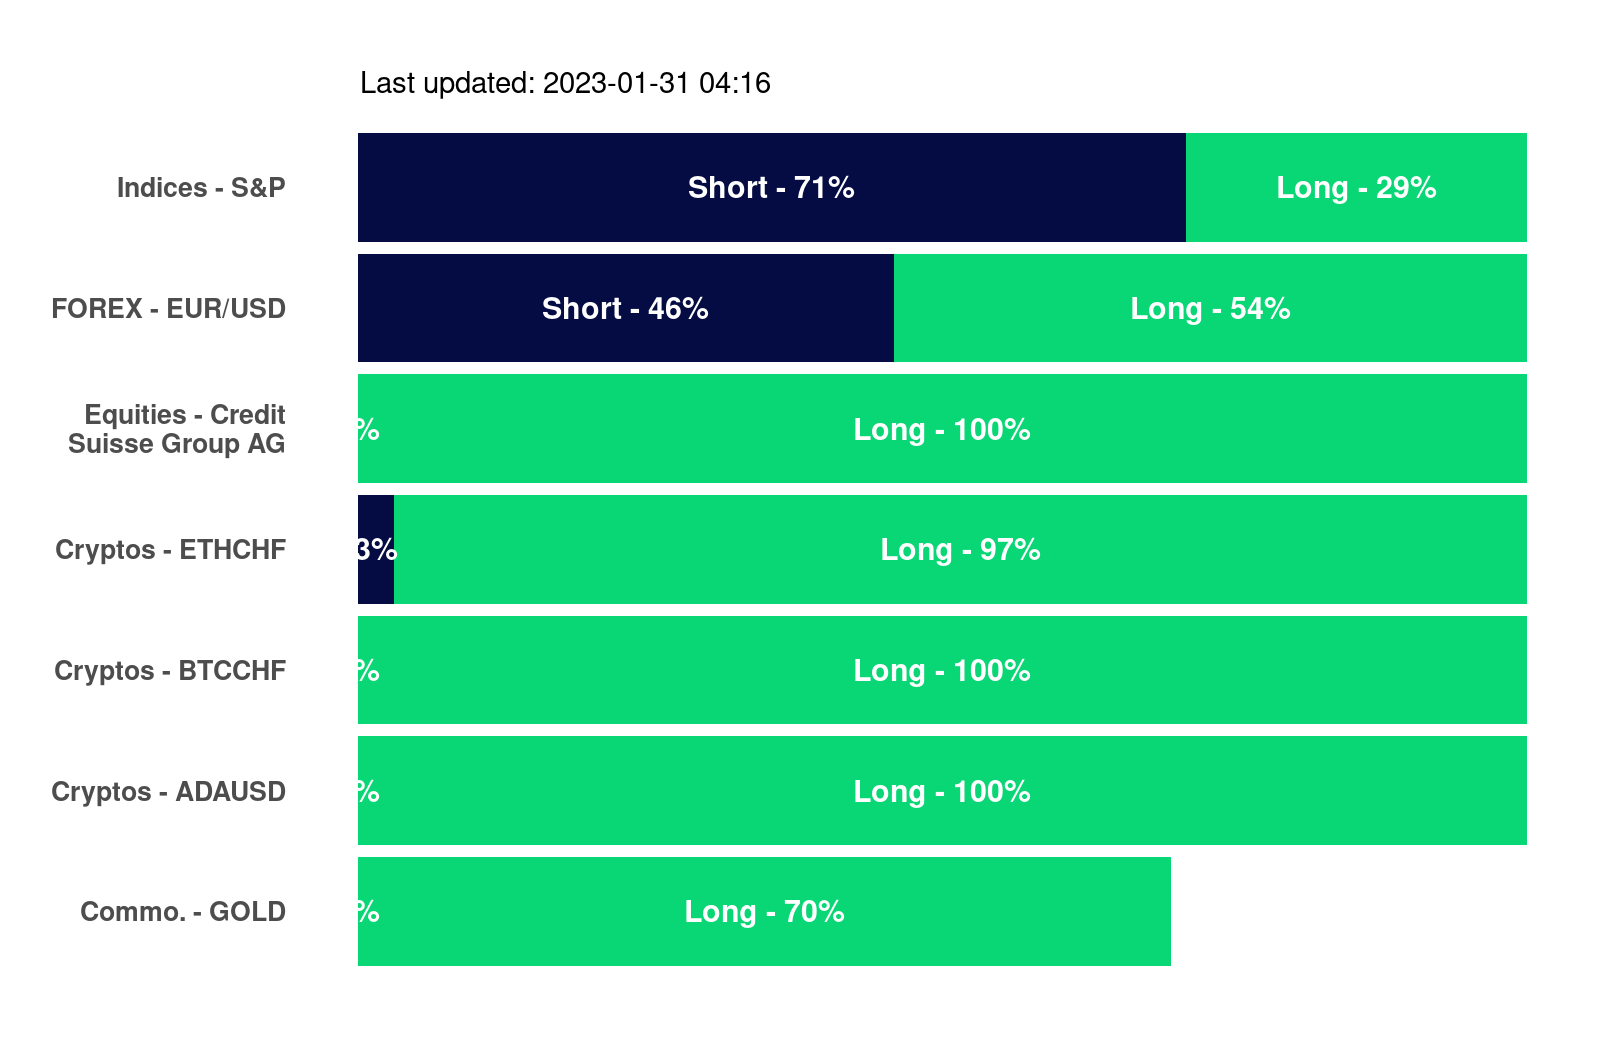 Last updated: 2023-01-31 04:16
Indices - S&P
Short - 71%
Long - 29%
FOREX - EUR/USD
Short - 46%
Long - 54%
Equities - Credit
Suisse Group AG
%
Long - 100%
Cryptos - ETHCHF
3%
Long - 97%
Cryptos - BTCCHF
%
Long - 100%
Cryptos - ADAUSD
%
Long - 100%
Commo. - GOLD
%
Long - 70%